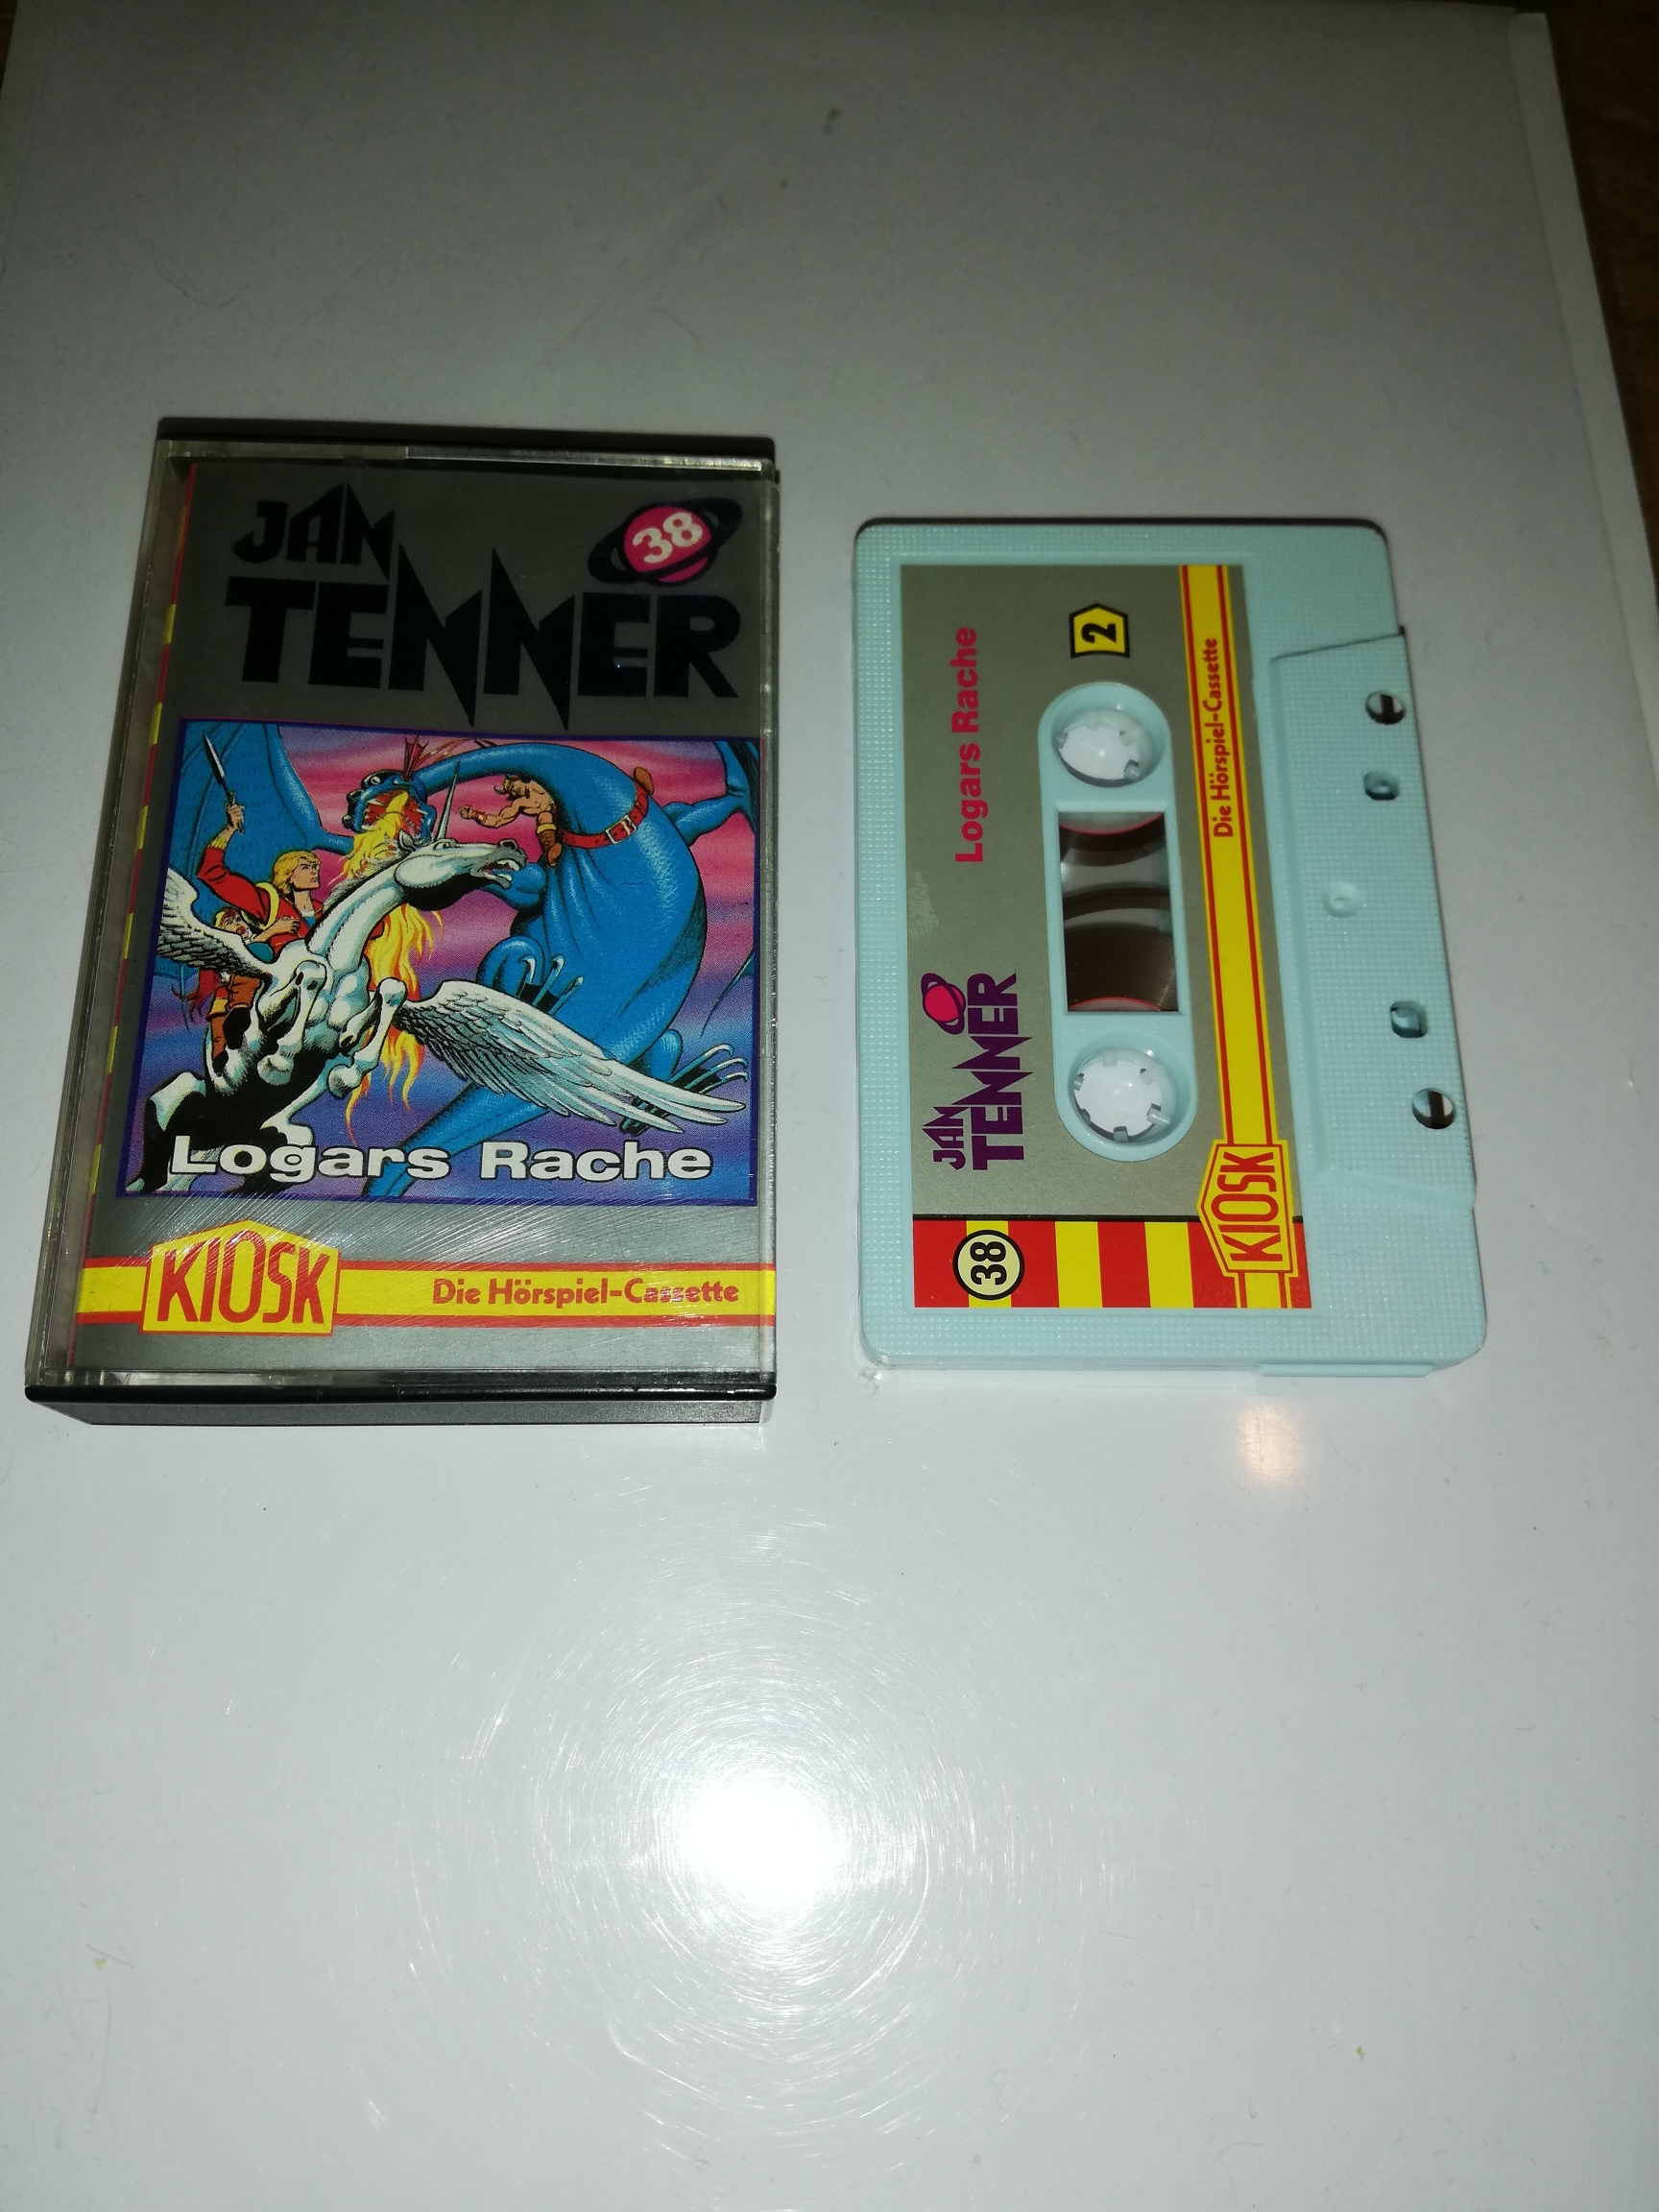 JAN
38
TENNER
Logars Rache
KIOSK
Die Hörspiel-Cassette
38
JAN
TENNER
Logars Rache
2
KIOSK
Die Hörspiel-Cassette